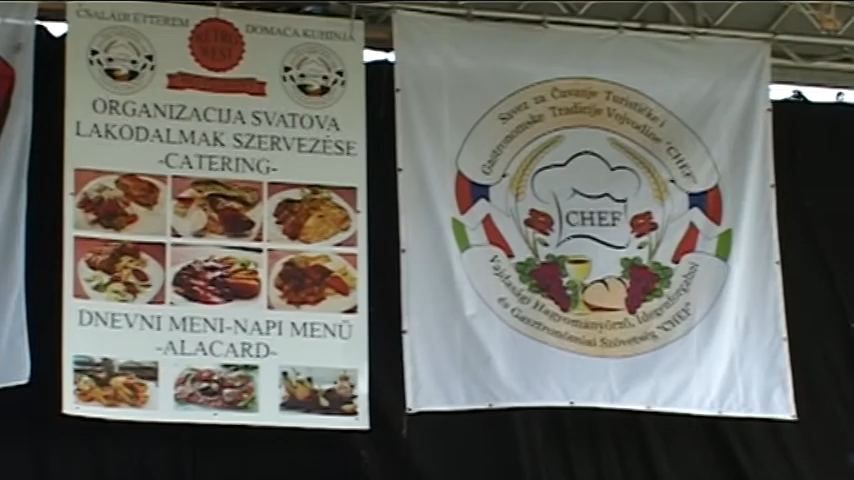 CSALÁDI ÉTTEREM
DOMAĆA KUHINJA
RETRO
WEST
ORGANIZACIJA SVATOVA
LAKODALMAK SZERVEZÉSE
-CATERING-
DNEVNI MENI-NAPI MENÜ
-ALACARD-
Savez za Čuvanje Turističke i
Gastronomske Tradicije Vojvodine "CHEF"
CHEF
Vajdasági Hagyományőrző, Idegenforgalmi
és Gasztronómiai Szövetség "CHEF"